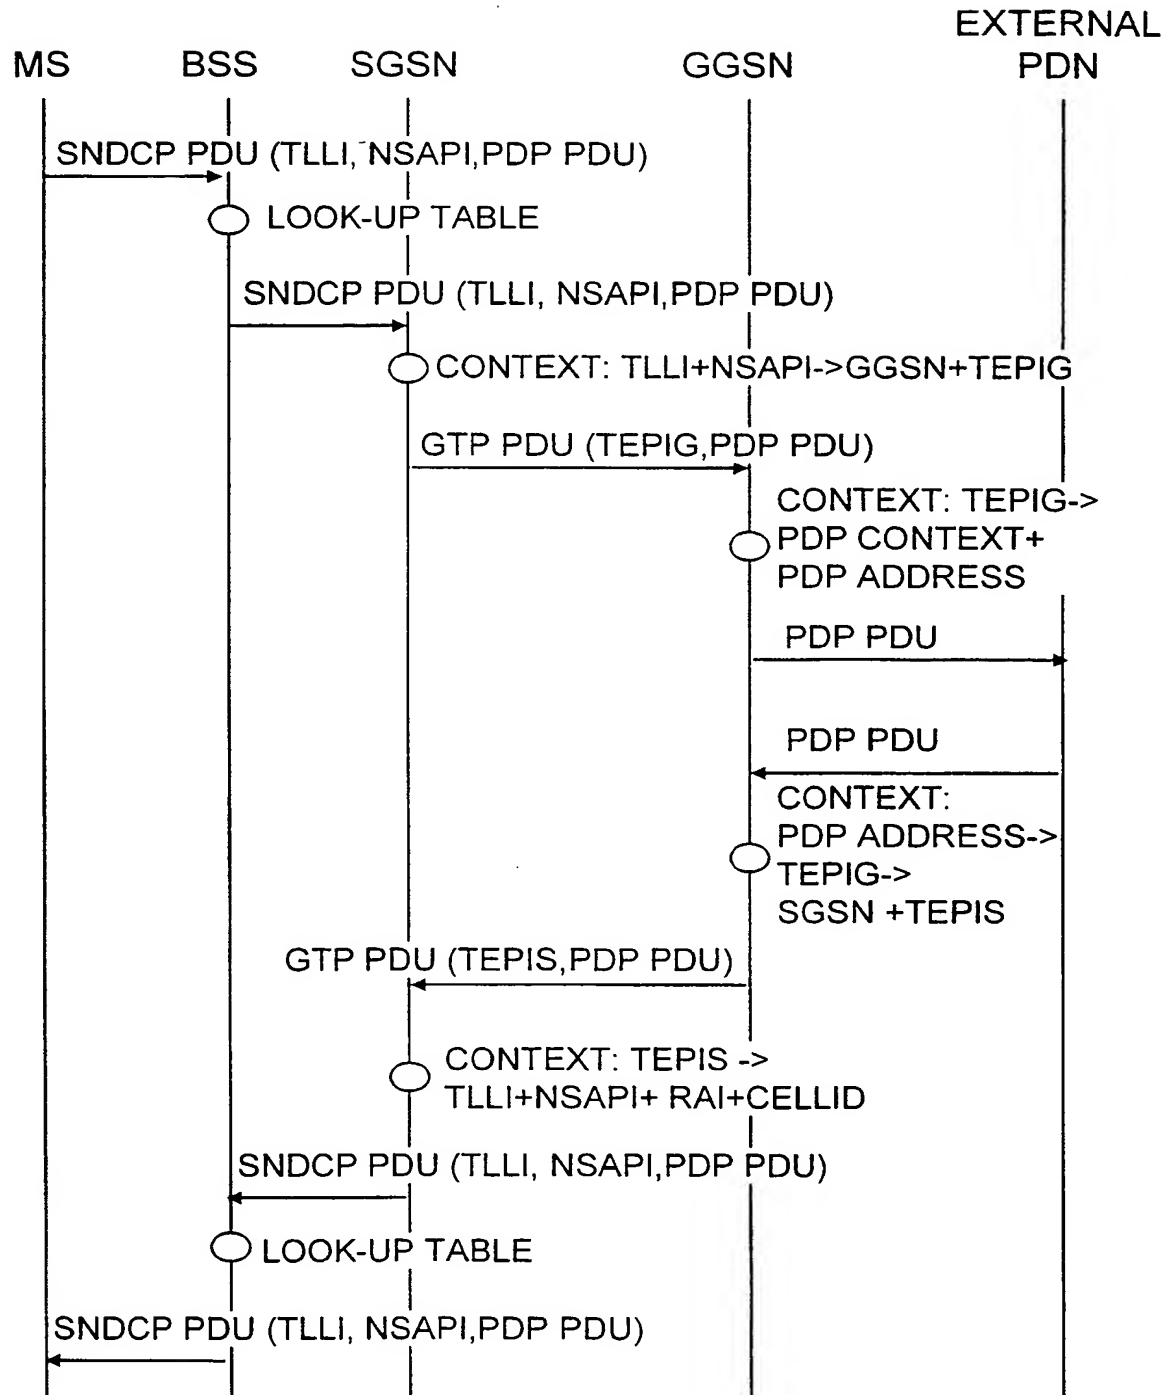 EXTERNAL
MS BSS SGSN GGSN PDN
SNDCP PDU (TLLI, NSAPI,PDP PDU)
LOOK-UP TABLE
SNDCP PDU (TLLI, NSAPI,PDP PDU)
CONTEXT: TLLI+NSAPI->GGSN+TEPIG
GTP PDU (TEPIG,PDP PDU)
CONTEXT: TEPIG->
PDP CONTEXT+
PDP ADDRESS
PDP PDU
PDP PDU
CONTEXT:
PDP ADDRESS->
TEPIG->
SGSN +TEPIS
GTP PDU (TEPIS,PDP PDU)
CONTEXT: TEPIS ->
TLLI+NSAPI+ RAI+CELLID
SNDCP PDU (TLLI, NSAPI,PDP PDU)
LOOK-UP TABLE
SNDCP PDU (TLLI, NSAPI,PDP PDU)